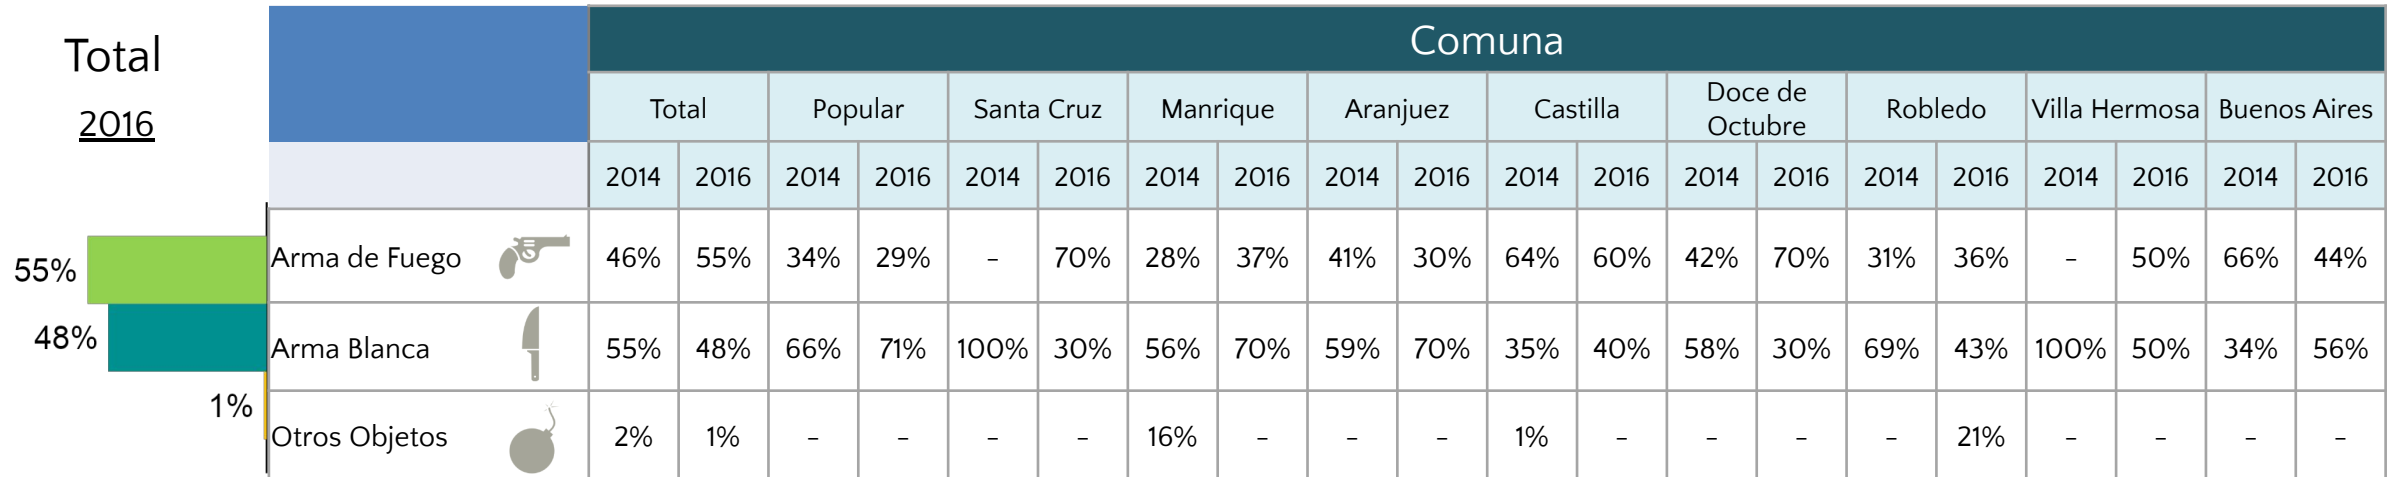 Total
2016
Comuna
Total Popular Santa Cruz Manrique Aranjuez Castilla Doce de Octubre Robledo Villa Hermosa Buenos Aires
2014 2016 2014 2016 2014 2016 2014 2016 2014 2016 2014 2016 2014 2016 2014 2016 2014 2016 2014 2016
55% Arma de Fuego 46% 55% 34% 29% - 70% 28% 37% 41% 30% 64% 60% 42% 70% 31% 36% - 50% 66% 44%
48% Arma Blanca 55% 48% 66% 71% 100% 30% 56% 70% 59% 70% 35% 40% 58% 30% 69% 43% 100% 50% 34% 56%
1% Otros Objetos 2% 1% - - - - 16% - - - 1% - - - - 21% - - - -